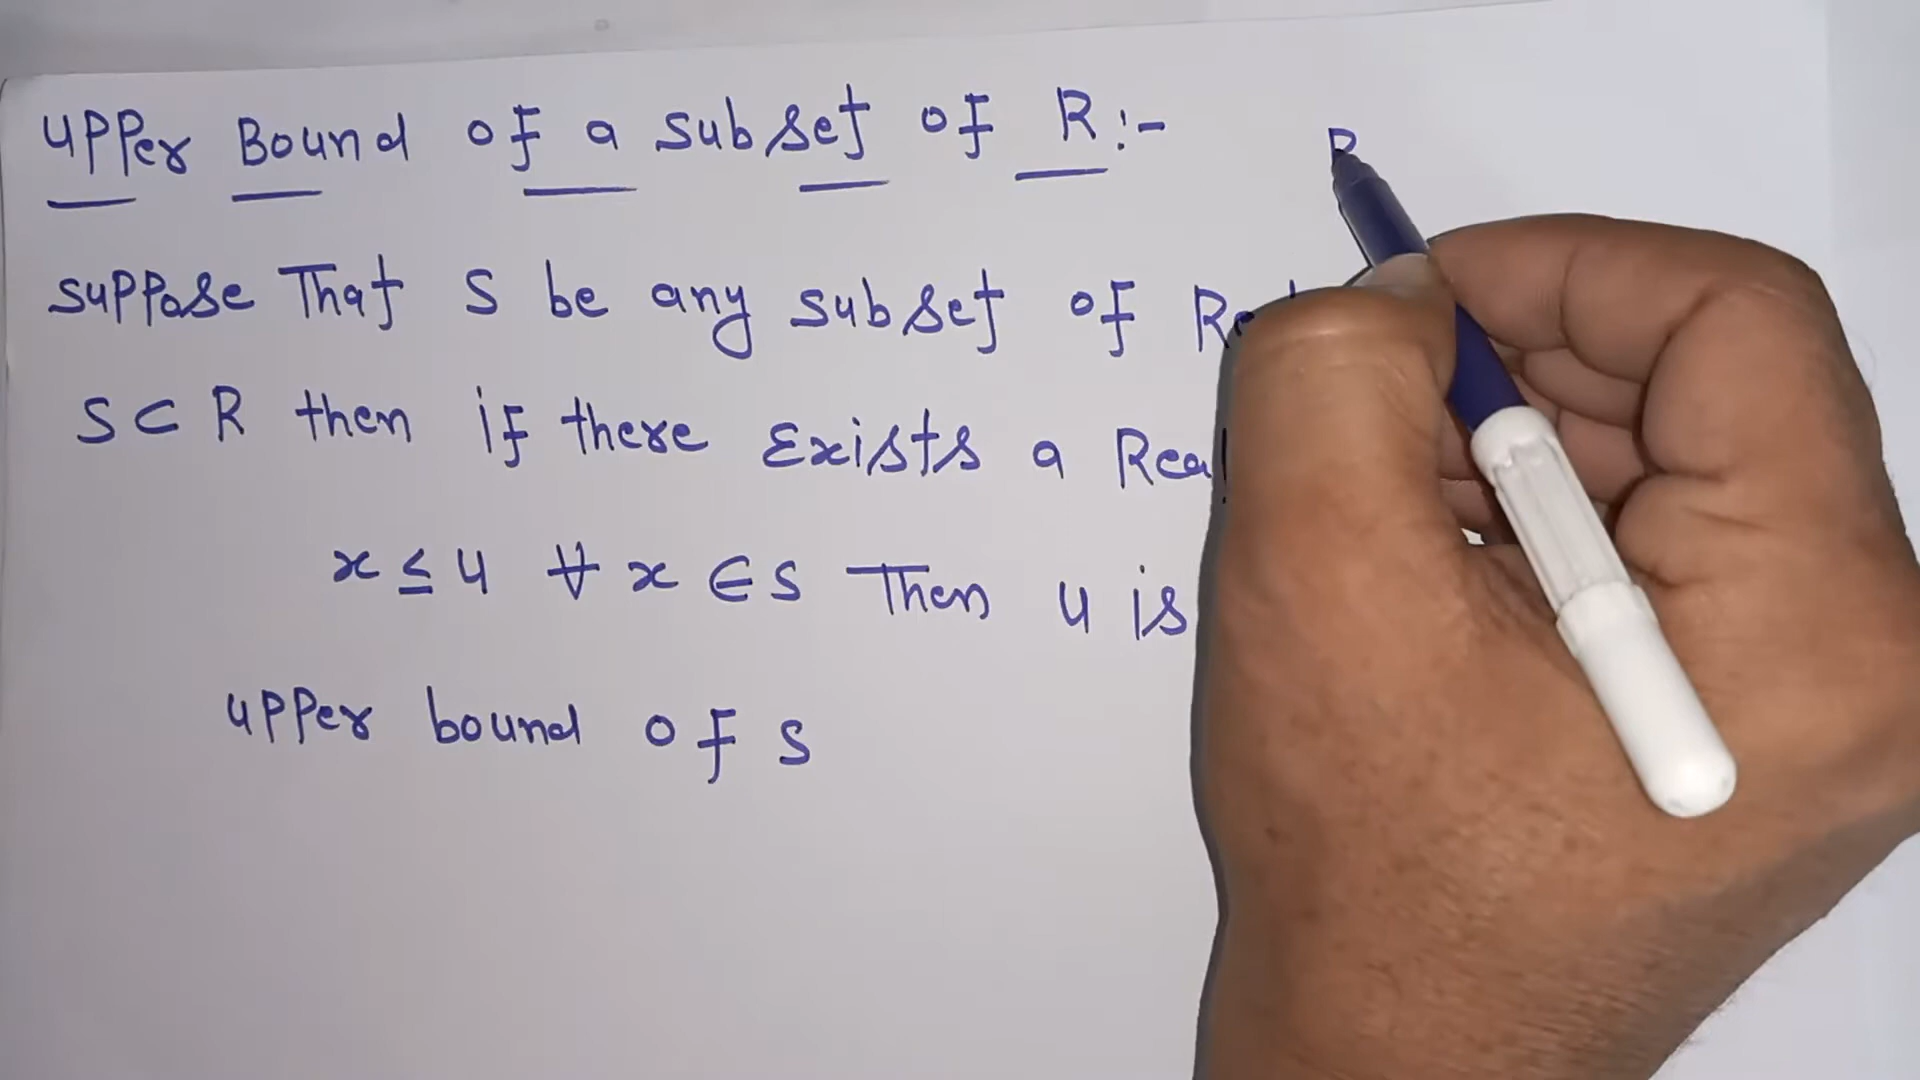 Upper Bound of a subset of R:-
suppose That S be any subset of
S ⊂ R then if there Exists a Real
x ≤ u ∀ x ∈ S Then u is
upper bound of s